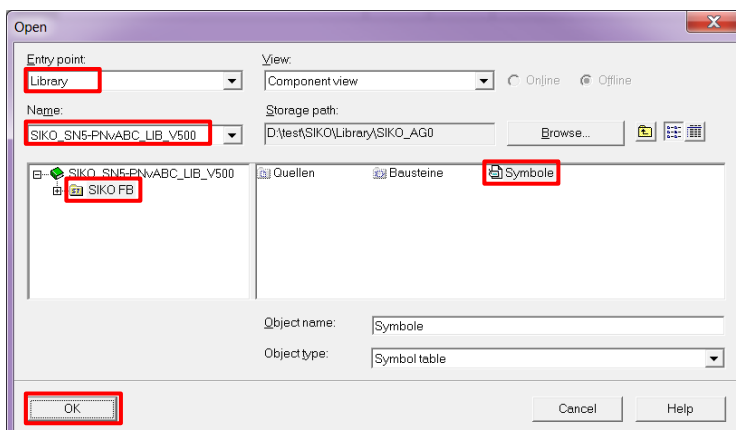 Open
Entry point:
View:
Library
Component view
Online
Offline
Name:
Storage path:
SIKO_SN5-PNvABC_LIB_V500
D:\test\SIKO\Library\SIKO_AG0
Browse...
SIKO_SN5-PNvABC_LIB_V500
SIKO FB
Quellen
Bausteine
Symbole
Object name:
Symbole
Object type:
Symbol table
OK
Cancel
Help